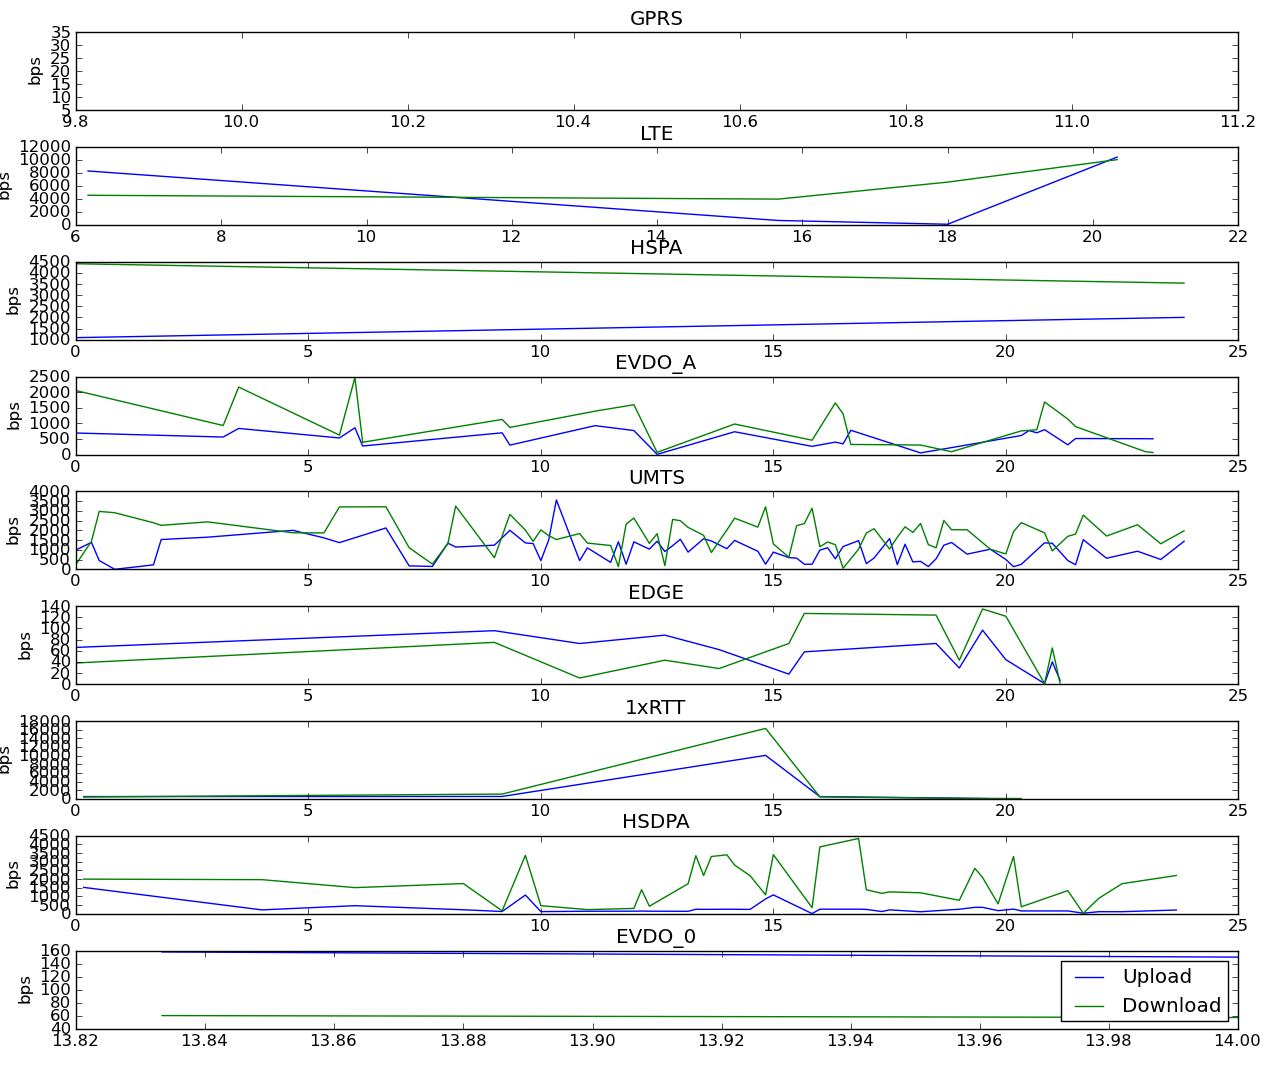 GPRS
35
30
25
20
15
10
5
bps
9.8 10.0 10.2 10.4 10.6 10.8 11.0 11.2
LTE
12000
10000
8000
6000
4000
2000
0
bps
6 8 10 12 14 16 18 20 22
HSPA
4500
4000
3500
3000
2500
2000
1500
1000
bps
0 5 10 15 20 25
EVDO_A
2500
2000
1500
1000
500
0
bps
0 5 10 15 20 25
UMTS
4000
3500
3000
2500
2000
1500
1000
500
0
bps
0 5 10 15 20 25
EDGE
140
120
100
80
60
40
20
0
bps
0 5 10 15 20 25
1xRTT
18000
16000
14000
12000
10000
8000
6000
4000
2000
0
bps
0 5 10 15 20 25
HSDPA
4500
4000
3500
3000
2500
2000
1500
1000
500
0
bps
0 5 10 15 20 25
EVDO_0
160
140
120
100
80
60
40
bps
Upload
Download
13.82 13.84 13.86 13.88 13.90 13.92 13.94 13.96 13.98 14.00